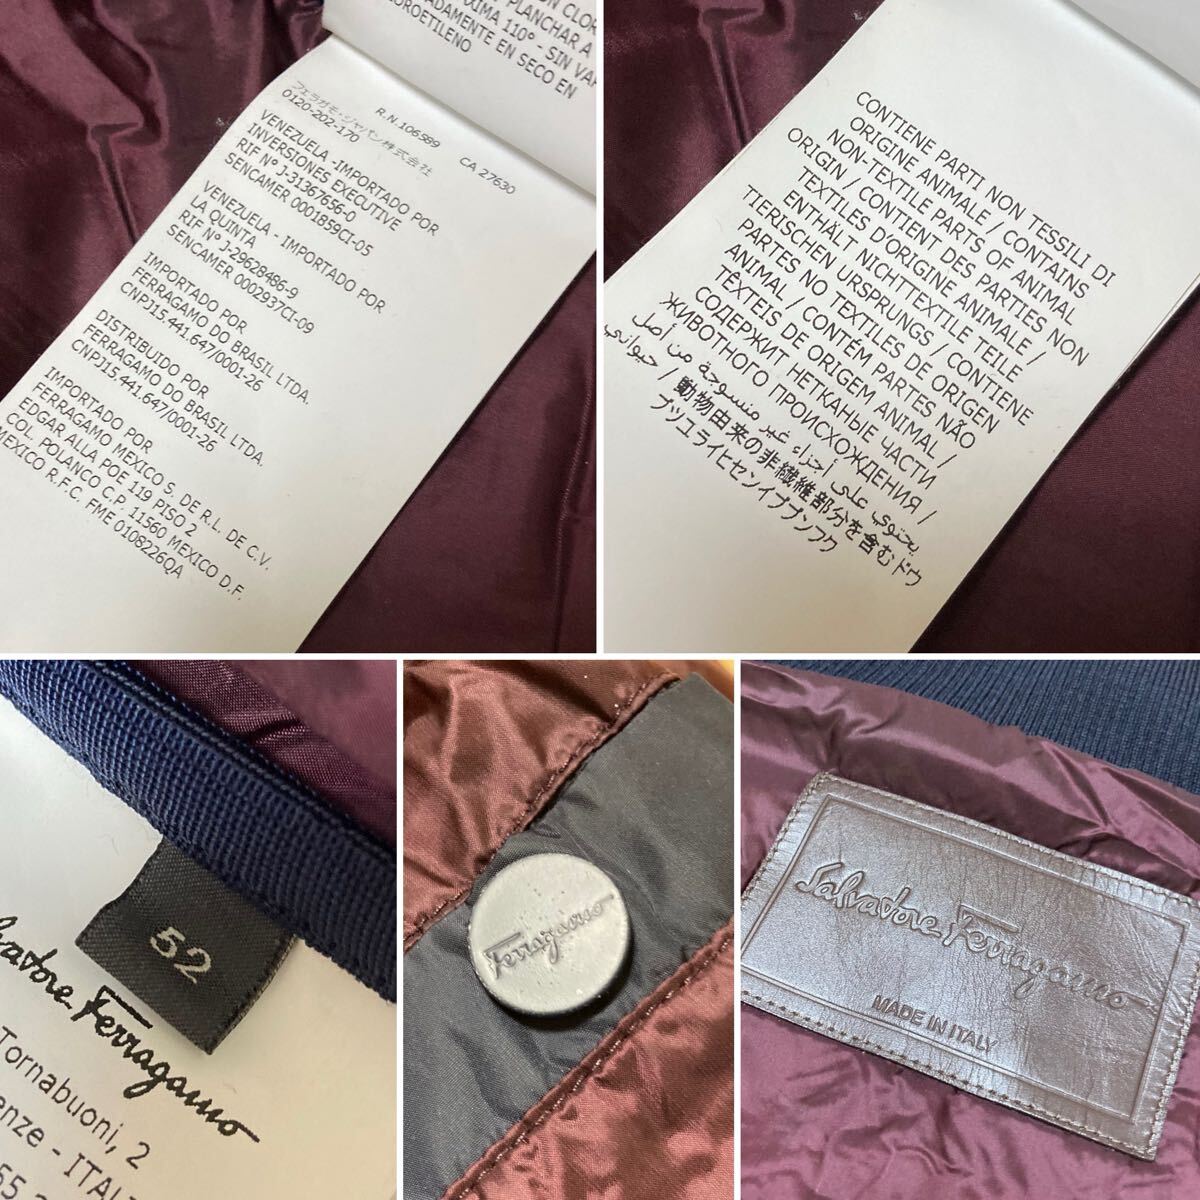 ON CLOR
PLANCHAR A
XIMA 110° - SIN VAP
ADAMENTE EN SECO EN
OROETILENO
R.N.106589 CA 27630
フェラガモ・ジャパン株式会社
0120-202-170
VENEZUELA -IMPORTADO POR
INVERSIONES EXECUTIVE
RIF N° J-31367656-0
SENCAMER 0001859CI-05
VENEZUELA - IMPORTADO POR
LA QUINTA
RIF N° J-29628486-9
SENCAMER 0002937CI-09
IMPORTADO POR
FERRAGAMO DO BRASIL LTDA.
CNPJ15.441.647/0001-26
DISTRIBUIDO POR
FERRAGAMO DO BRASIL LTDA.
CNPJ15.441.647/0001-26
IMPORTADO POR
FERRAGAMO MEXICO S. DE R.L. DE C.V.
EDGAR ALLA POE 119 PISO 2
COL. POLANCO C.P. 11560 MEXICO D.F.
MEXICO R.F.C. FME 0108226QA
CONTIENE PARTI NON TESSILI DI
ORIGINE ANIMALE / CONTAINS
NON-TEXTILE PARTS OF ANIMAL
ORIGIN / CONTIENT DES PARTIES NON
TEXTILES D'ORIGINE ANIMALE /
ENTHÄLT NICHTTEXTILE TEILE
TIERISCHEN URSPRUNGS / CONTIENE
PARTES NO TEXTILES DE ORIGEN
ANIMAL / CONTÉM PARTES NÃO
TÊXTEIS DE ORIGEM ANIMAL /
СОДЕРЖИТ НЕТКАНЫЕ ЧАСТИ
ЖИВОТНОГО ПРОИСХОЖДЕНИЯ /
يحتوي على أجزاء غير منسوجة من أصل
حيواني / 動物由来の非繊維部分を含むドウ
ブツユライヒセンイブブンフク
52
Salvatore Ferragamo
Tornabuoni, 2
enze - ITAL
Ferragamo
Salvatore Ferragamo
MADE IN ITALY